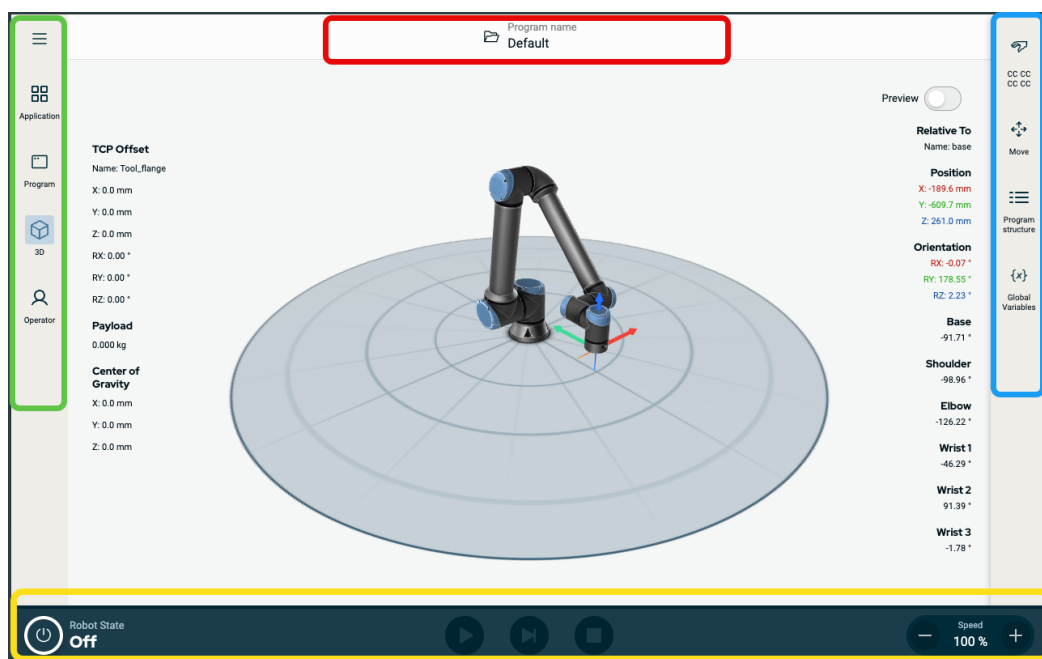 Program name
Default
Application
Program
3D
Operator
TCP Offset
Name: Tool_flange
X: 0.0 mm
Y: 0.0 mm
Z: 0.0 mm
RX: 0.00 °
RY: 0.00 °
RZ: 0.00 °
Payload
0.000 kg
Center of
Gravity
X: 0.0 mm
Y: 0.0 mm
Z: 0.0 mm
Preview
Relative To
Name: base
Position
X: -189.6 mm
Y: -609.7 mm
Z: 261.0 mm
Orientation
RX: -0.07 °
RY: 178.55 °
RZ: 2.23 °
Base
-91.71 °
Shoulder
-98.96 °
Elbow
-126.22 °
Wrist 1
-46.29 °
Wrist 2
91.39 °
Wrist 3
-1.78 °
CC CC
CC CC
Move
Program
structure
{x}
Global
Variables
Robot State
Off
Speed
100 %